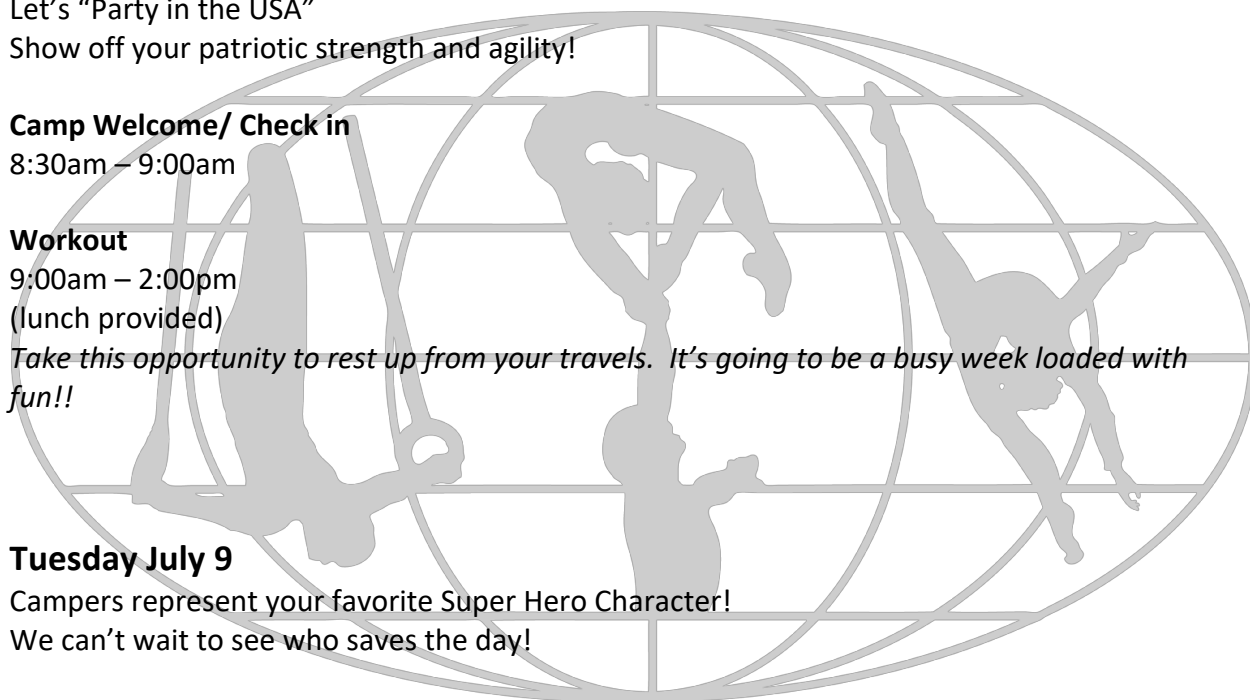 Let's “Party in the USA”
Show off your patriotic strength and agility!
Camp Welcome/ Check in
8:30am – 9:00am
Workout
9:00am – 2:00pm
(lunch provided)
Take this opportunity to rest up from your travels.  It’s going to be a busy week loaded with
fun!!
Tuesday July 9
Campers represent your favorite Super Hero Character!
We can’t wait to see who saves the day!